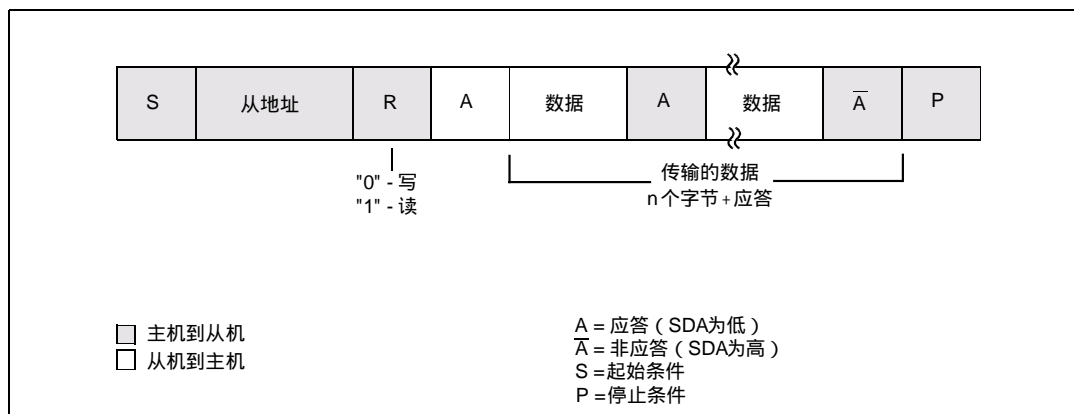 S 从地址 R A 数据 A 数据 A̅ P
"0" - 写
"1" - 读
传输的数据
n个字节+应答
主机到从机
从机到主机
A = 应答（SDA为低）
A̅ = 非应答（SDA为高）
S =起始条件
P =停止条件